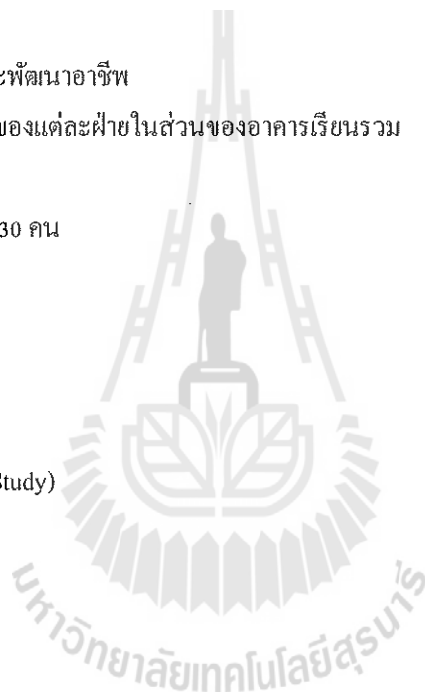 ะพัฒนาอาชีพ
ของแต่ละฝ่ายในส่วนของอาคารเรียนรวม
30 คน
Study)
มหาวิทยาลัยเทคโนโลยีสุรนารี